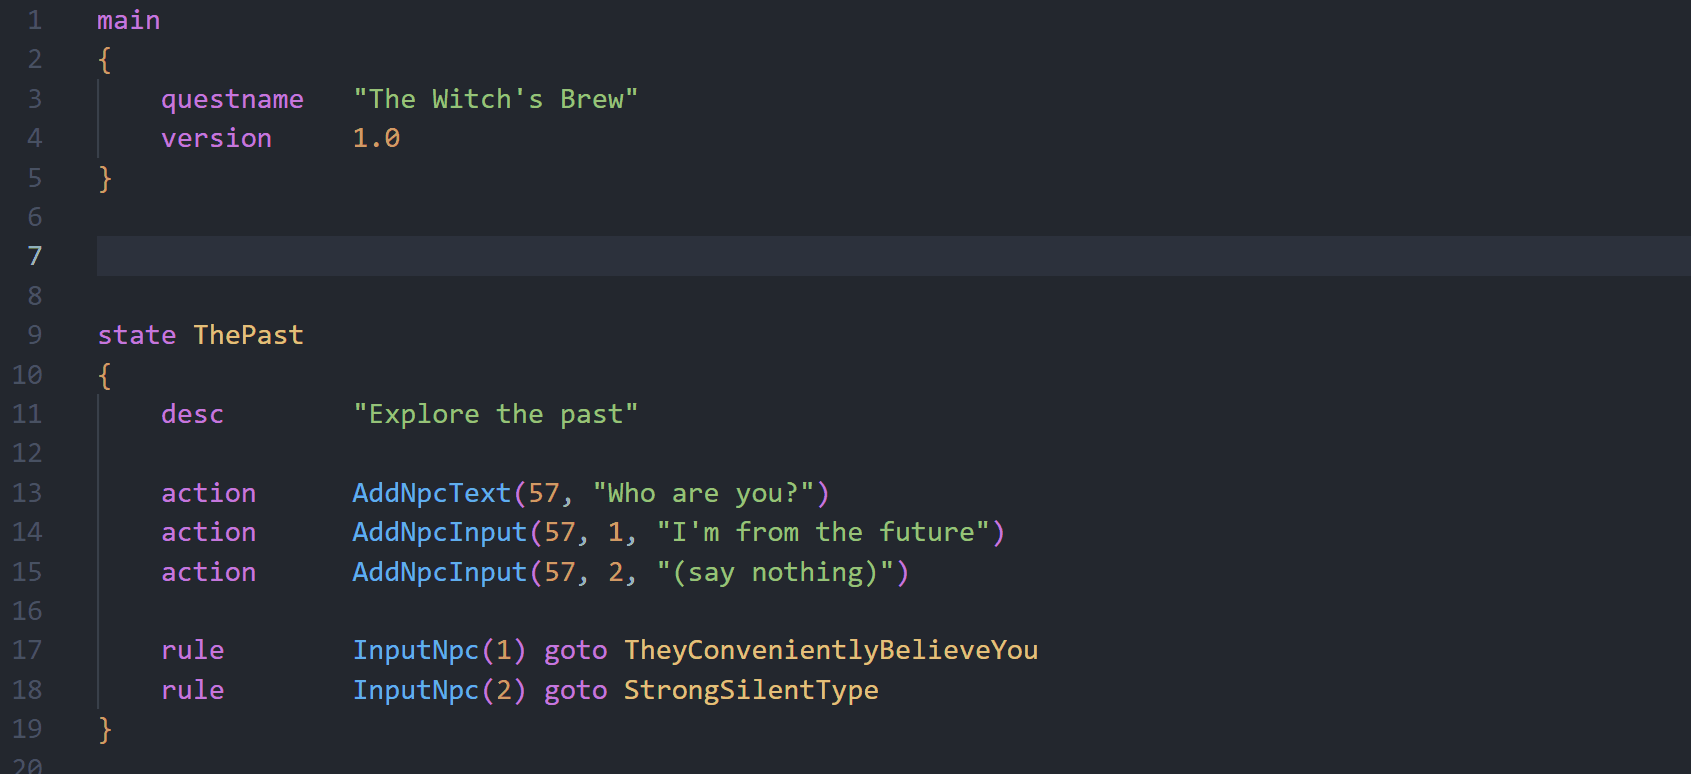 1 main
2 {
3 questname "The Witch's Brew"
4 version 1.0
5 }
6
7
8
9 state ThePast
10 {
11 desc "Explore the past"
12
13 action AddNpcText(57, "Who are you?")
14 action AddNpcInput(57, 1, "I'm from the future")
15 action AddNpcInput(57, 2, "(say nothing)")
16
17 rule InputNpc(1) goto TheyConvenientlyBelieveYou
18 rule InputNpc(2) goto StrongSilentType
19 }
20